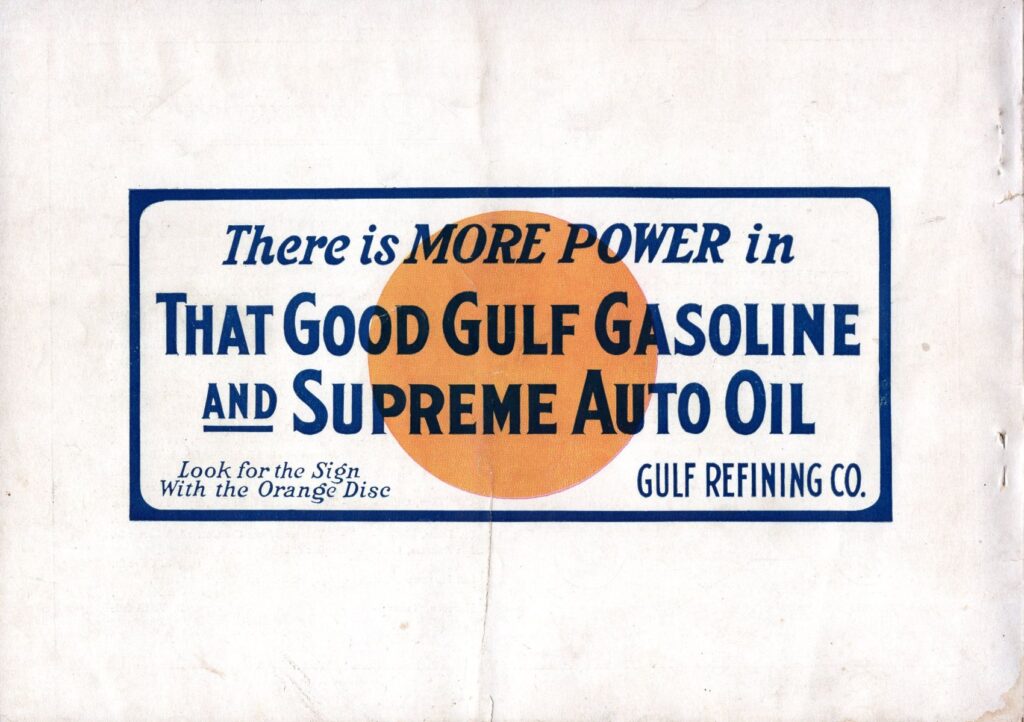 There is MORE POWER in
THAT GOOD GULF GASOLINE
AND SUPREME AUTO OIL
Look for the Sign
With the Orange Disc
GULF REFINING CO.